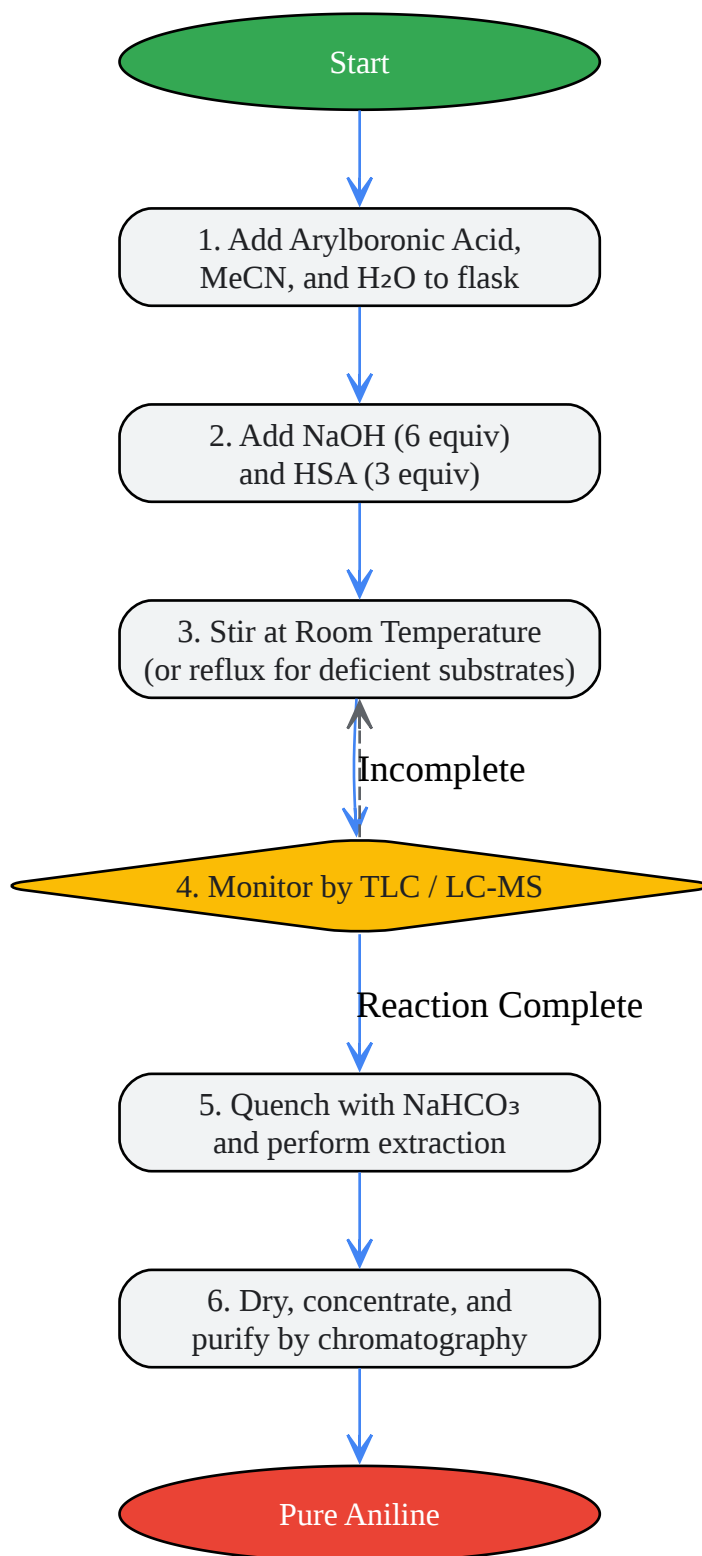 Start
1. Add Arylboronic Acid,
MeCN, and H₂O to flask
2. Add NaOH (6 equiv)
and HSA (3 equiv)
3. Stir at Room Temperature
(or reflux for deficient substrates)
Incomplete
4. Monitor by TLC / LC-MS
Reaction Complete
5. Quench with NaHCO₃
and perform extraction
6. Dry, concentrate, and
purify by chromatography
Pure Aniline